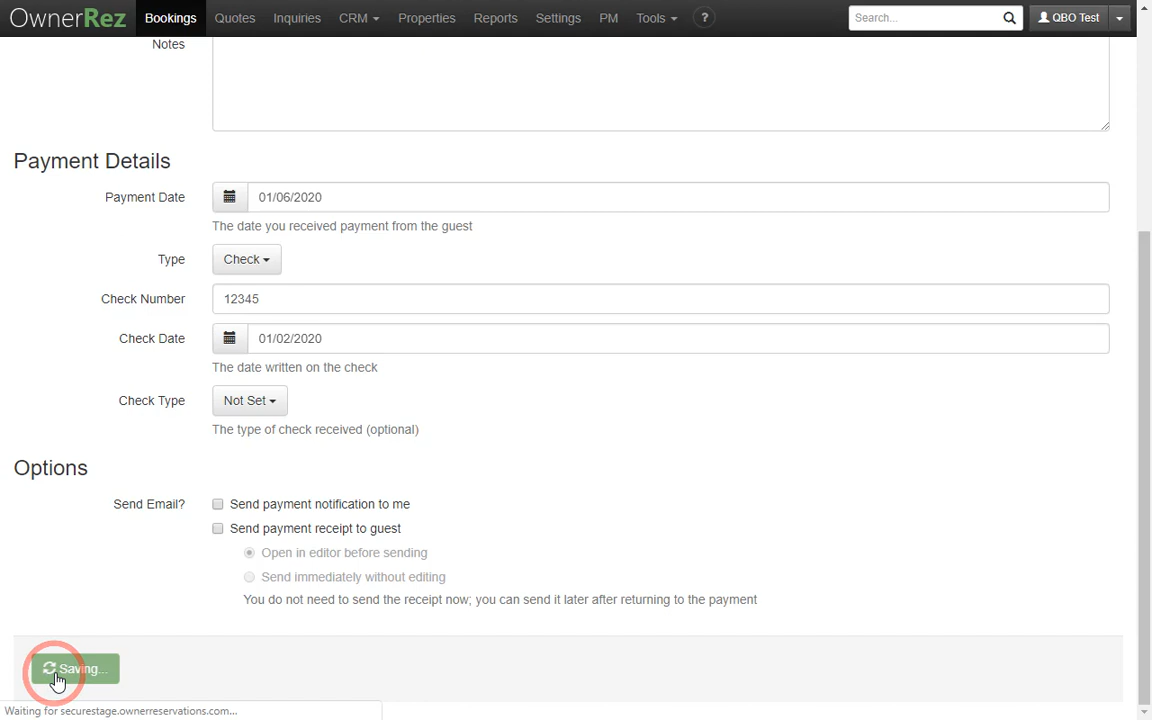 OwnerRez Bookings Quotes Inquiries CRM Properties Reports Settings PM Tools ? Search... QBO Test
Notes
Payment Details
Payment Date 01/06/2020
The date you received payment from the guest
Type Check
Check Number 12345
Check Date 01/02/2020
The date written on the check
Check Type Not Set
The type of check received (optional)
Options
Send Email? Send payment notification to me
Send payment receipt to guest
Open in editor before sending
Send immediately without editing
You do not need to send the receipt now; you can send it later after returning to the payment
Saving...
Waiting for securestage.ownerreservations.com...